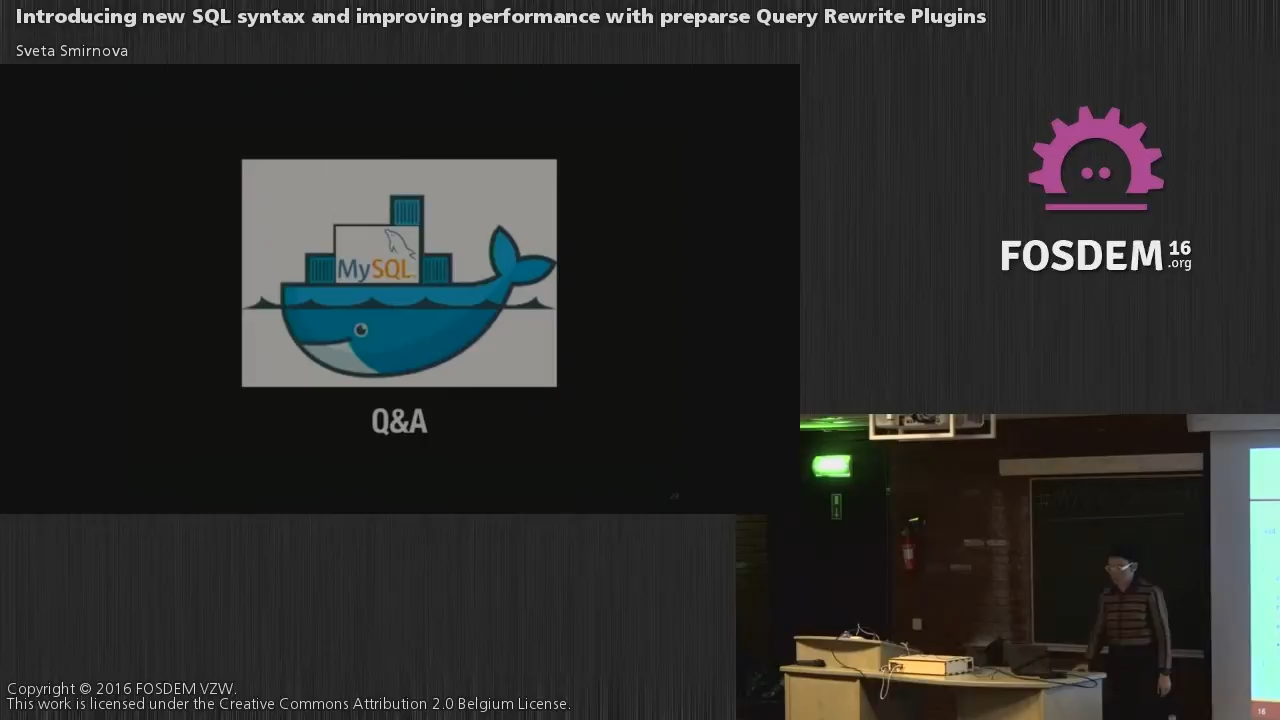 Introducing new SQL syntax and improving performance with preparse Query Rewrite Plugins
Sveta Smirnova
MySQL
Q&A
FOSDEM 16
.org
16
Copyright © 2016 FOSDEM VZW.
This work is licensed under the Creative Commons Attribution 2.0 Belgium License.